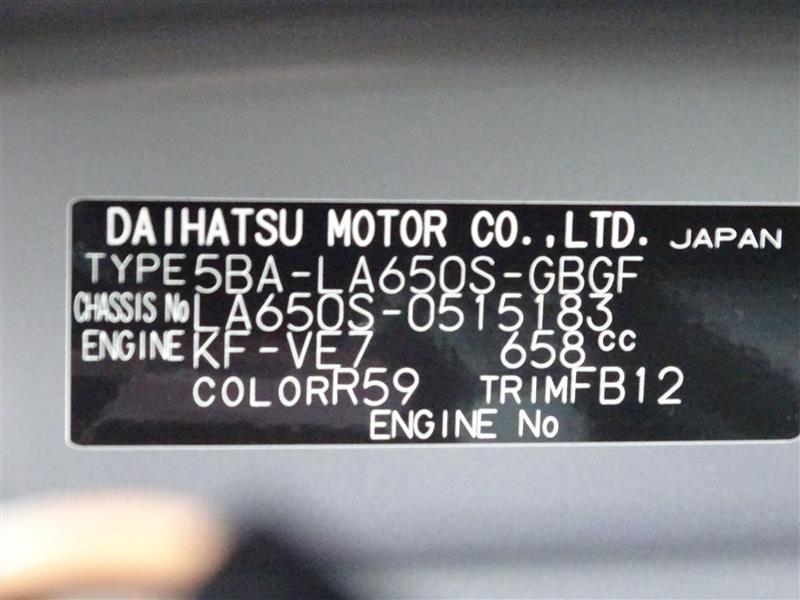 DAIHATSU MOTOR CO.,LTD. JAPAN
TYPE 5BA-LA650S-GBGF
CHASSIS No LA650S-0515183
ENGINE KF-VE7 658cc
COLOR R59 TRIM FB12
ENGINE No